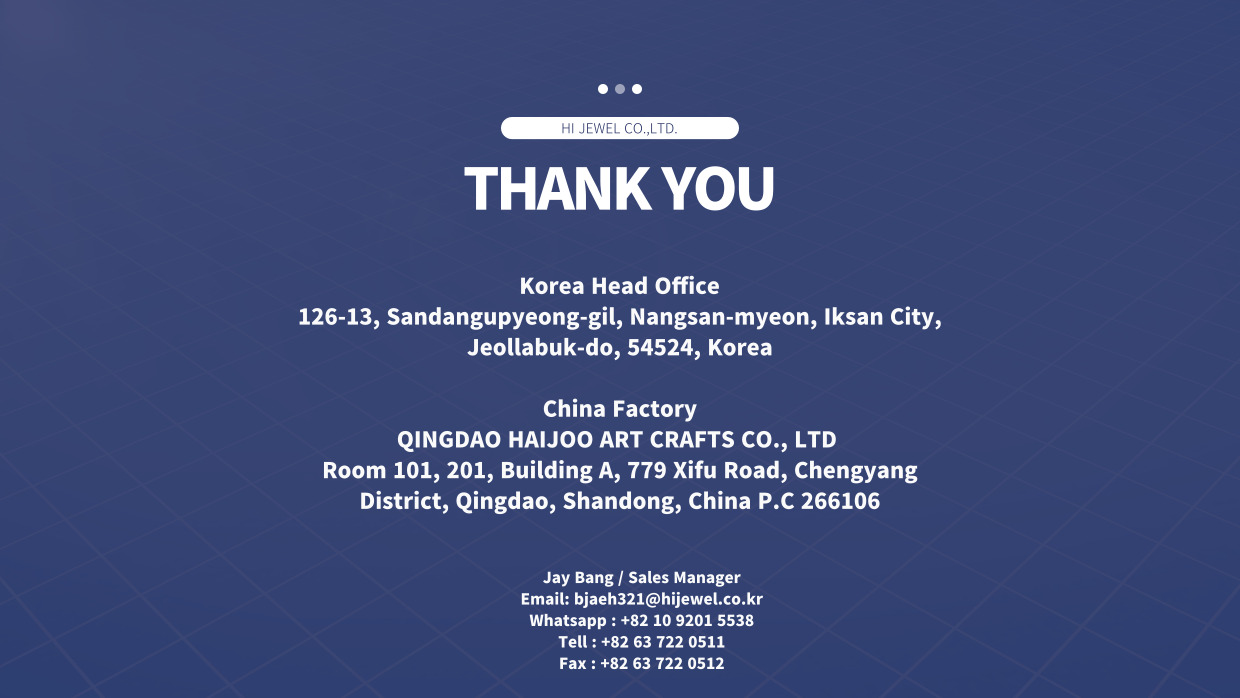 HI JEWEL CO.,LTD.
THANK YOU
Korea Head Office
126-13, Sandangupyeong-gil, Nangsan-myeon, Iksan City,
Jeollabuk-do, 54524, Korea
China Factory
QINGDAO HAIJOO ART CRAFTS CO., LTD
Room 101, 201, Building A, 779 Xifu Road, Chengyang
District, Qingdao, Shandong, China P.C 266106
Jay Bang / Sales Manager
Email: bjaeh321@hijewel.co.kr
Whatsapp : +82 10 9201 5538
Tell : +82 63 722 0511
Fax : +82 63 722 0512